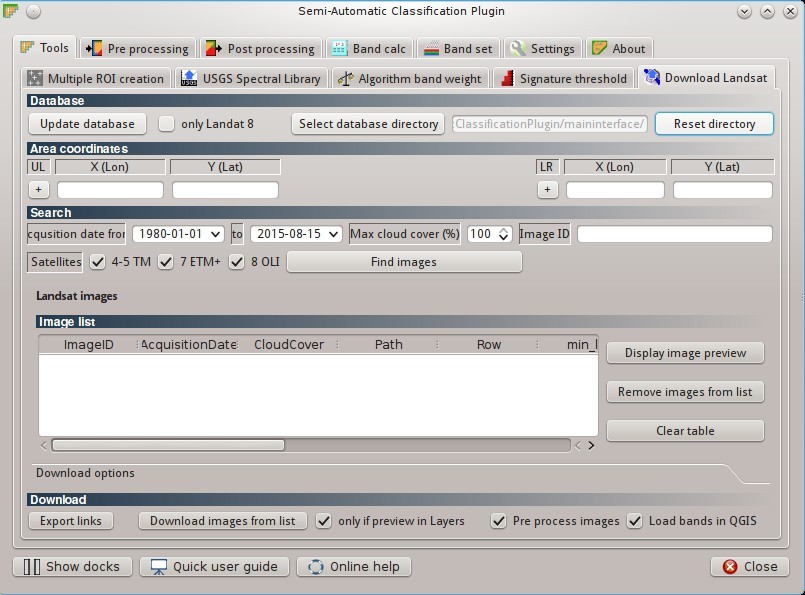 Semi-Automatic Classification Plugin
Tools Pre processing Post processing Band calc Band set Settings About
Multiple ROI creation USGS Spectral Library Algorithm band weight Signature threshold Download Landsat
Database
Update database only Landat 8 Select database directory ClassificationPlugin/maininterface/ Reset directory
Area coordinates
UL X (Lon) Y (Lat) LR X (Lon) Y (Lat)
+ +
Search
cqusition date from 1980-01-01 to 2015-08-15 Max cloud cover (%) 100 Image ID
Satellites 4-5 TM 7 ETM+ 8 OLI Find images
Landsat images
Image list
ImageID AcquisitionDate CloudCover Path Row min_l
Display image preview
Remove images from list
Clear table
Download options
Download
Export links Download images from list only if preview in Layers Pre process images Load bands in QGIS
Show docks Quick user guide Online help Close